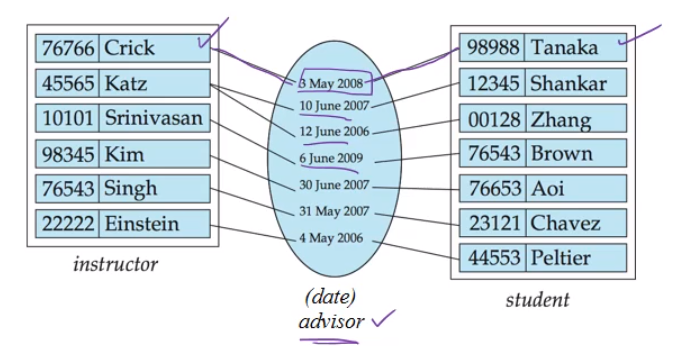 76766 Crick
45565 Katz
10101 Srinivasan
98345 Kim
76543 Singh
22222 Einstein
instructor
3 May 2008
10 June 2007
12 June 2006
6 June 2009
30 June 2007
31 May 2007
4 May 2006
(date)
advisor
98988 Tanaka
12345 Shankar
00128 Zhang
76543 Brown
76653 Aoi
23121 Chavez
44553 Peltier
student